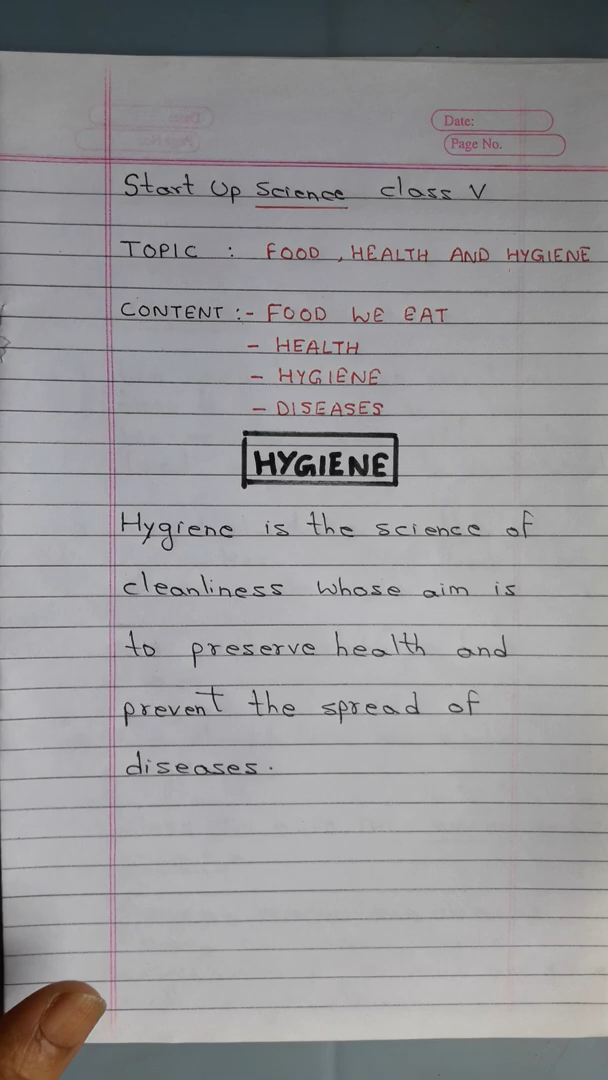 Date:
Page No.
Start Up Science class V
TOPIC : FOOD , HEALTH AND HYGIENE
CONTENT :- FOOD WE EAT
- HEALTH
- HYGIENE
- DISEASES
HYGIENE
Hygiene is the science of
cleanliness whose aim is
to preserve health and
prevent the spread of
diseases.